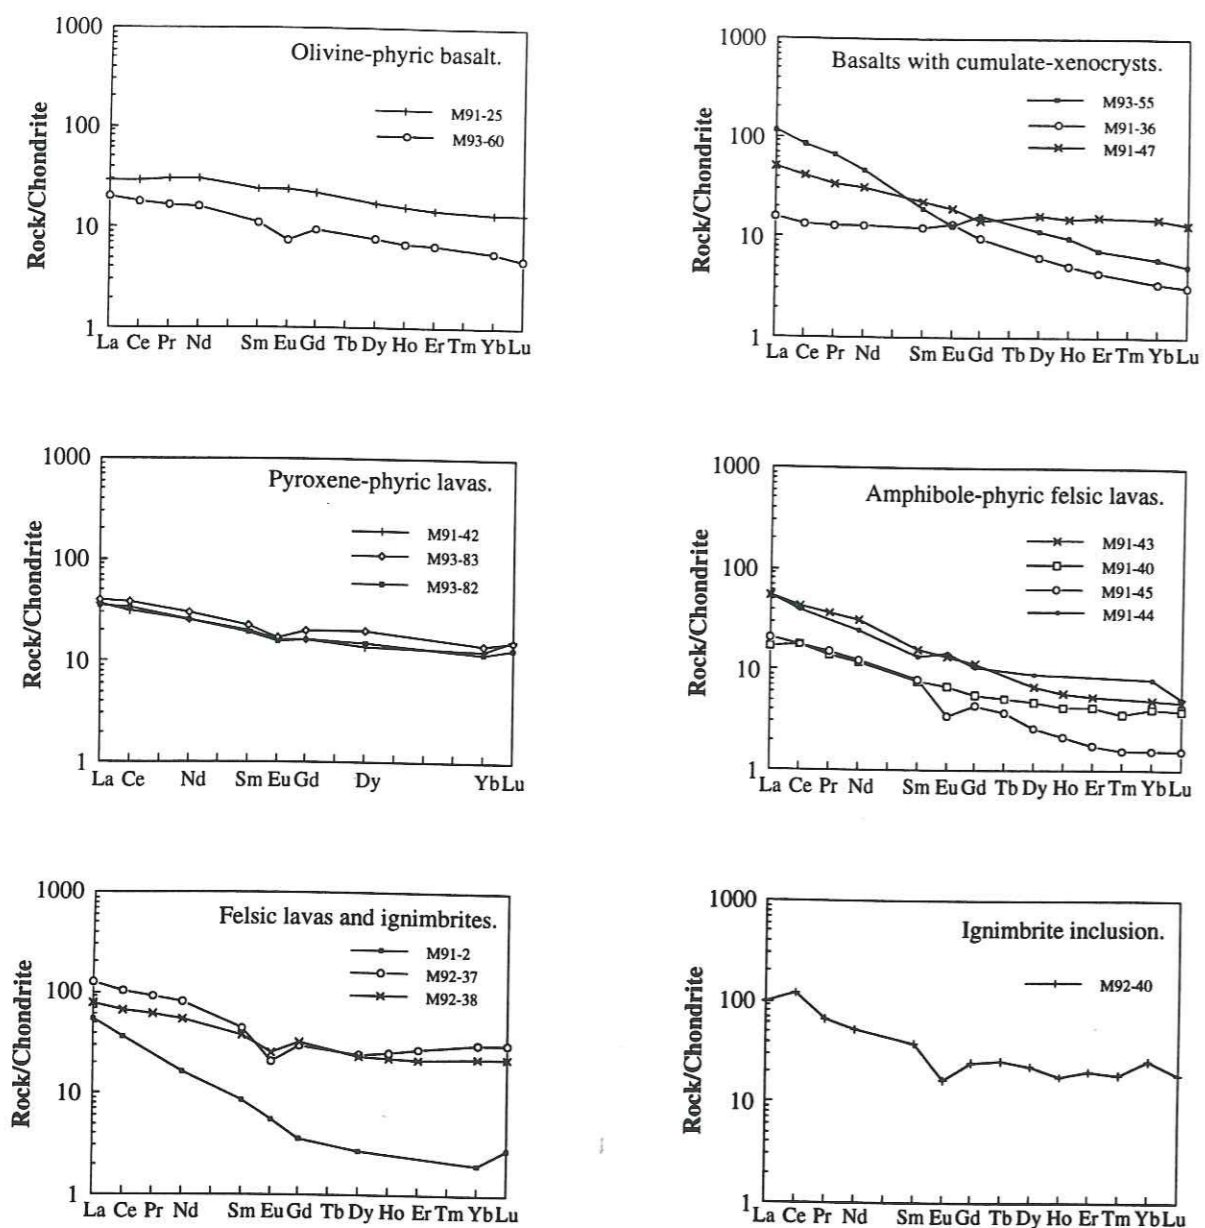 1000
Olivine-phyric basalt.
M91-25
M93-60
100
10
1
Rock/Chondrite
La Ce Pr Nd Sm Eu Gd Tb Dy Ho Er Tm Yb Lu
1000
Basalts with cumulate-xenocrysts.
M93-55
M91-36
M91-47
100
10
1
Rock/Chondrite
La Ce Pr Nd Sm Eu Gd Tb Dy Ho Er Tm Yb Lu
1000
Pyroxene-phyric lavas.
M91-42
M93-83
M93-82
100
10
1
Rock/Chondrite
La Ce Nd Sm Eu Gd Dy Yb Lu
1000
Amphibole-phyric felsic lavas.
M91-43
M91-40
M91-45
M91-44
100
10
1
Rock/Chondrite
La Ce Pr Nd Sm Eu Gd Tb Dy Ho Er Tm Yb Lu
1000
Felsic lavas and ignimbrites.
M91-2
M92-37
M92-38
100
10
1
Rock/Chondrite
La Ce Pr Nd Sm Eu Gd Tb Dy Ho Er Tm Yb Lu
1000
Ignimbrite inclusion.
M92-40
100
10
1
Rock/Chondrite
La Ce Pr Nd Sm Eu Gd Tb Dy Ho Er Tm Yb Lu